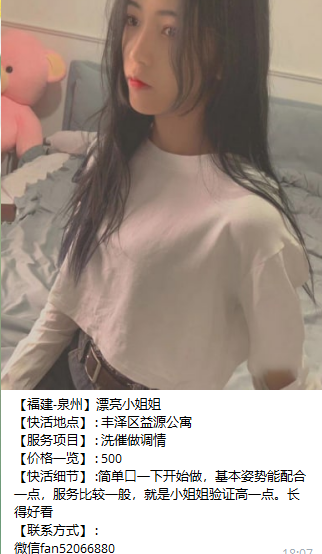 【福建-泉州】漂亮小姐姐
【快活地点】: 丰泽区益源公寓
【服务项目】: 洗催做调情
【价格一览】: 500
【快活细节】:简单口一下开始做，基本姿势能配合
一点，服务比较一般，就是小姐姐验证高一点。长
得好看
【联系方式】:
微信fan52066880